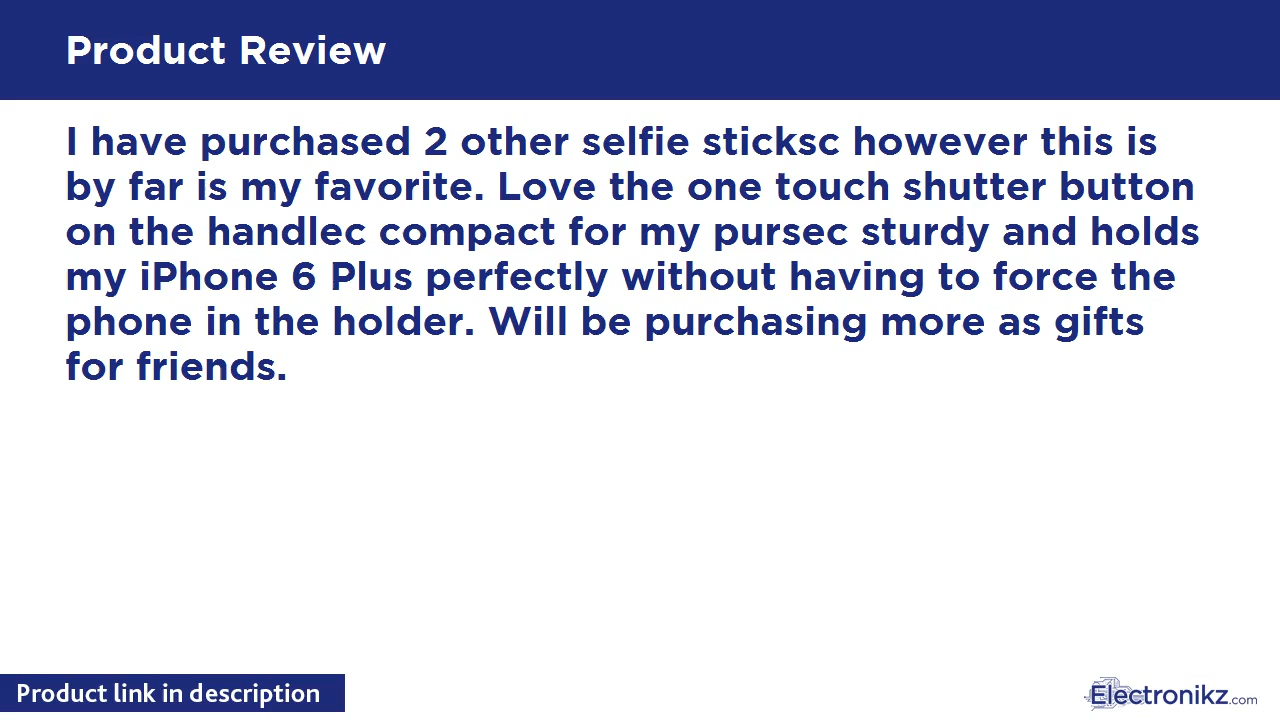 Product Review
I have purchased 2 other selfie sticksc however this is
by far is my favorite. Love the one touch shutter button
on the handlec compact for my pursec sturdy and holds
my iPhone 6 Plus perfectly without having to force the
phone in the holder. Will be purchasing more as gifts
for friends.
Product link in description
Electronikz.com